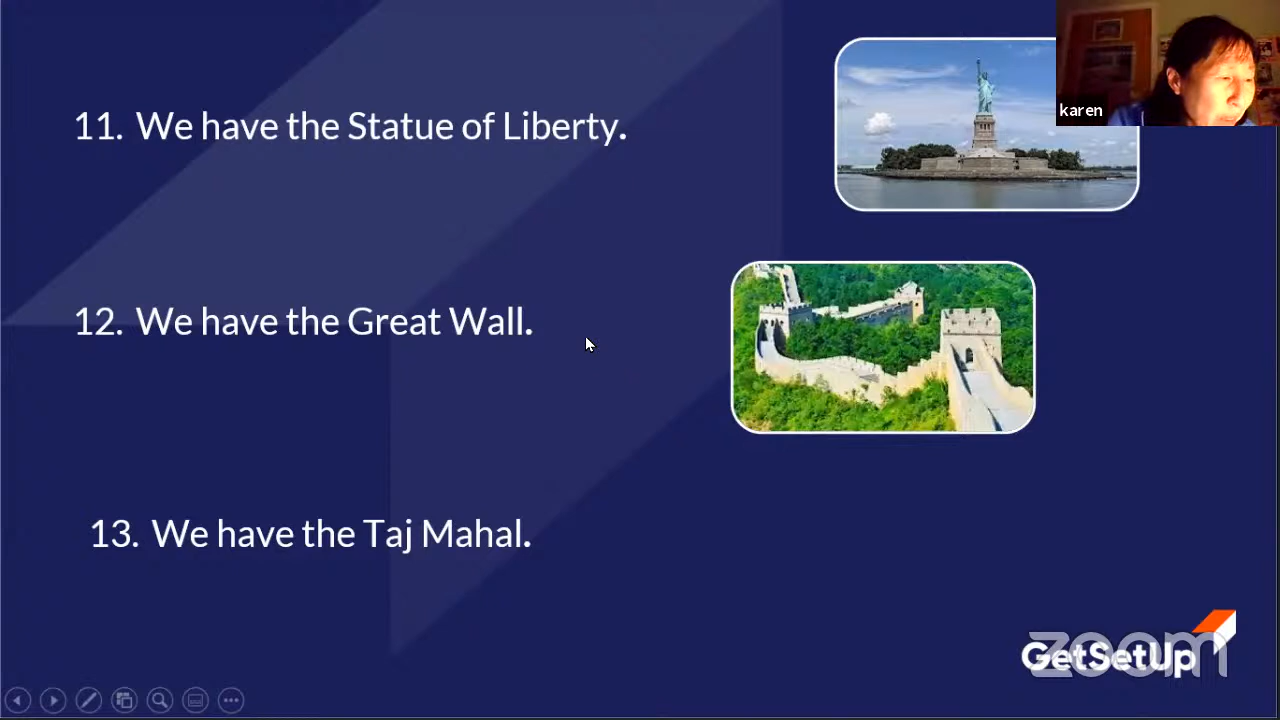 karen
11. We have the Statue of Liberty.
12. We have the Great Wall.
13. We have the Taj Mahal.
zoom
GetSetUp